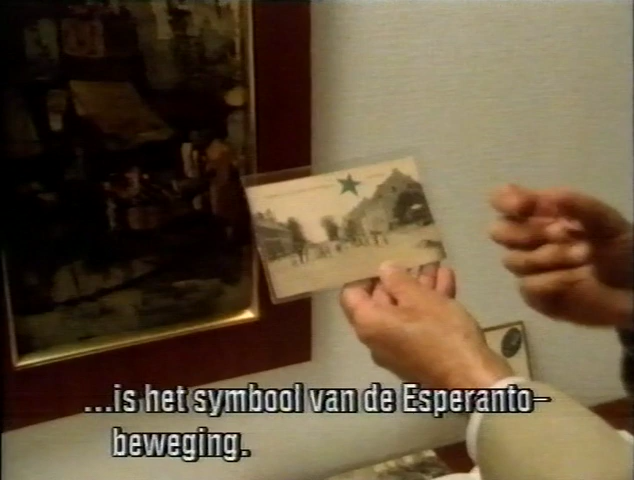 ...is het symbool van de Esperanto-
beweging.